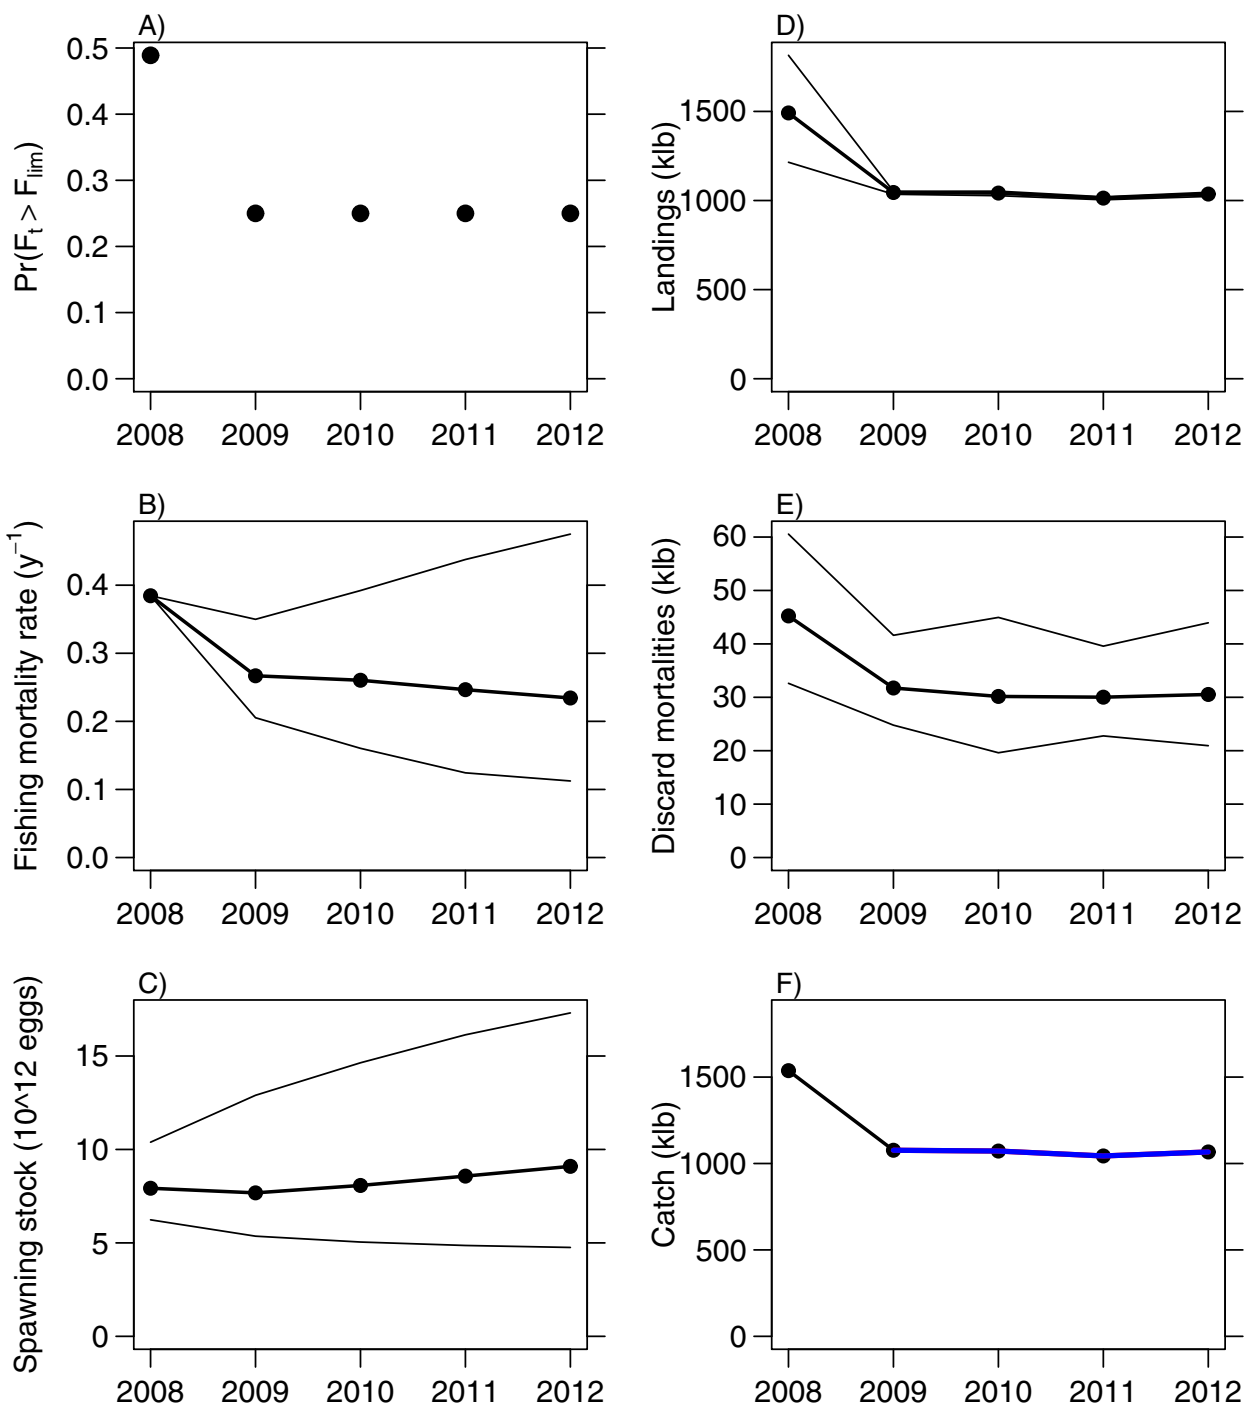 A)
Pr(Fₜ > Fₗᵢₘ)
0.5
0.4
0.3
0.2
0.1
0.0
2008 2009 2010 2011 2012
D)
Landings (klb)
1500
1000
500
0
2008 2009 2010 2011 2012
B)
Fishing mortality rate (y⁻¹)
0.4
0.3
0.2
0.1
0.0
2008 2009 2010 2011 2012
E)
Discard mortalities (klb)
60
50
40
30
20
10
0
2008 2009 2010 2011 2012
C)
Spawning stock (10^12 eggs)
15
10
5
0
2008 2009 2010 2011 2012
F)
Catch (klb)
1500
1000
500
0
2008 2009 2010 2011 2012